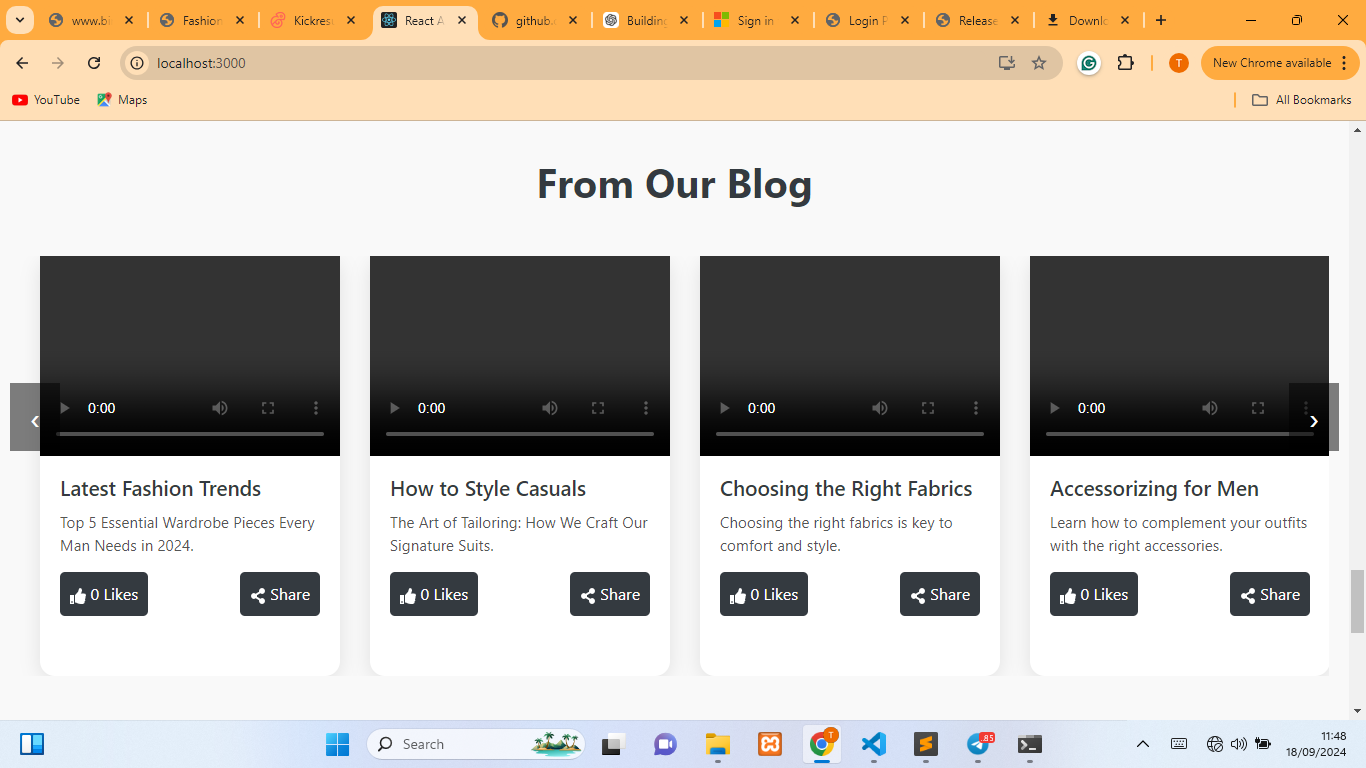 www.bi
Fashion
Kickres
React A
github.c
Building
Sign in
Login P
Release
Downlo
localhost:3000
T
New Chrome available
YouTube
Maps
All Bookmarks
From Our Blog
0:00
0:00
0:00
0:00
‹
›
Latest Fashion Trends
Top 5 Essential Wardrobe Pieces Every
Man Needs in 2024.
0 Likes
Share
How to Style Casuals
The Art of Tailoring: How We Craft Our
Signature Suits.
0 Likes
Share
Choosing the Right Fabrics
Choosing the right fabrics is key to
comfort and style.
0 Likes
Share
Accessorizing for Men
Learn how to complement your outfits
with the right accessories.
0 Likes
Share
Search
T
85
11:48
18/09/2024